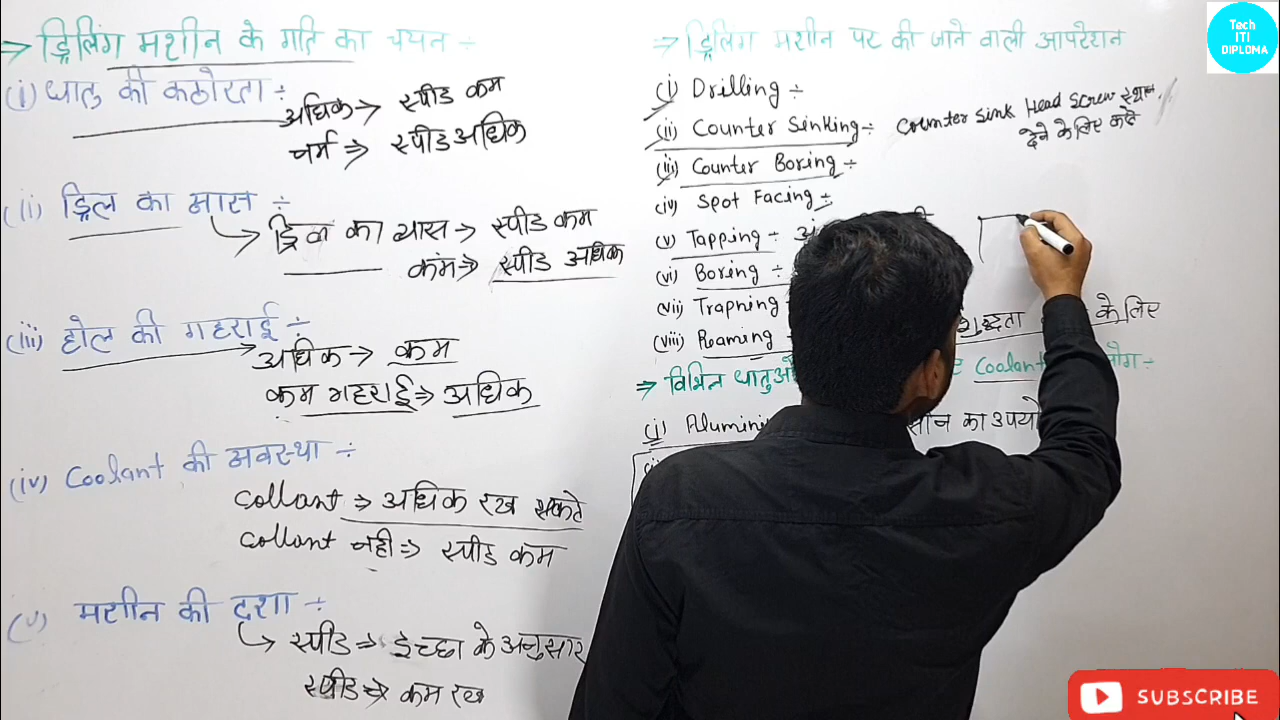 ⇒ ड्रिलिंग मशीन के गति का चयन ÷
(i) धातु की कठोरता ÷
अधिक → स्पीड कम
नर्म ⇒ स्पीड अधिक
(ii) ड्रिल का व्यास ÷
ड्रिल का व्यास → स्पीड कम
कम → स्पीड अधिक
(iii) होल की गहराई ÷
अधिक → कम
कम गहराई ⇒ अधिक
(iv) Coolant की अवस्था ÷
Collant ⇒ अधिक रख सकते
Collant नही ⇒ स्पीड कम
(v) मशीन की दशा ÷
स्पीड ⇒ इच्छा के अनुसार
स्पीड → कम रख
⇒ ड्रिलिंग मशीन पर की जाने वाली आपरेशन
(i) Drilling ÷
(ii) Counter Sinking ÷ Counter Sink Head Screw
देने के लिए करते
(iii) Counter Boring ÷
(iv) Spot Facing ÷
(v) Tapping ÷
(vi) Boring ÷
(vii) Trapning
(viii) Reaming के लिए
⇒ विभिन धातुओ Coolant
(i) Alumini का उपयो
Tech
ITI
DIPLOMA
SUBSCRIBE